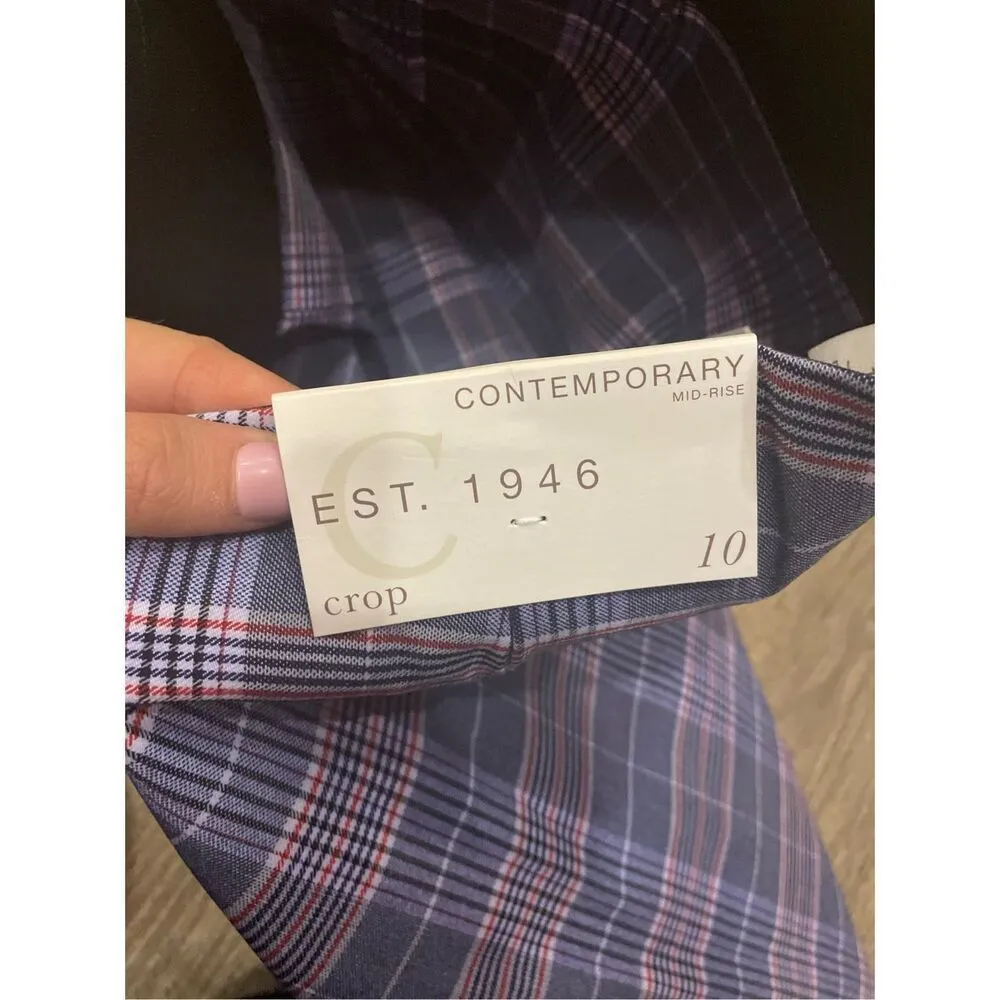 CONTEMPORARY
MID-RISE
C
EST. 1946
10
crop